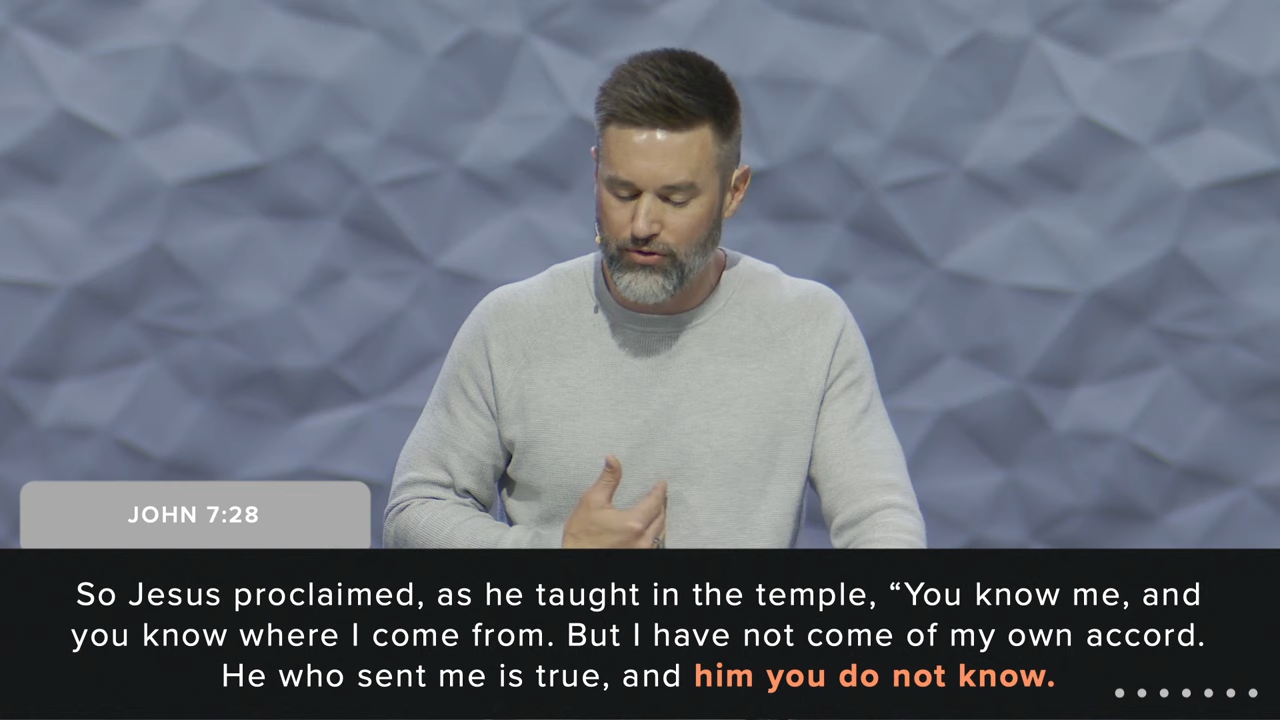 JOHN 7:28
So Jesus proclaimed, as he taught in the temple, “You know me, and
you know where I come from. But I have not come of my own accord.
He who sent me is true, and him you do not know.